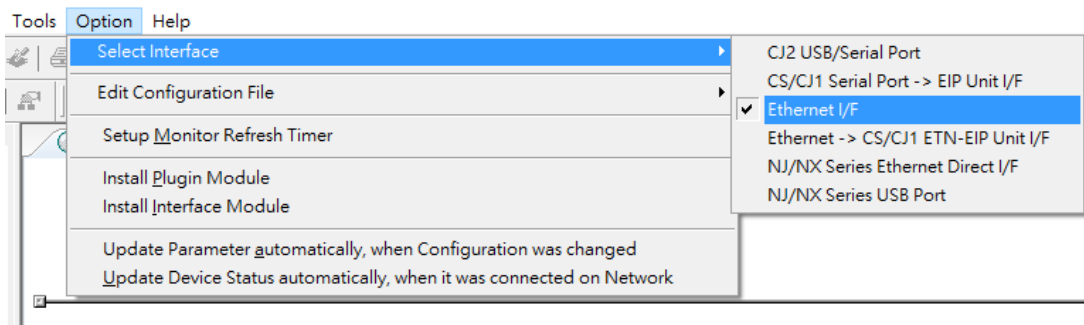 Tools Option Help
Select Interface
Edit Configuration File
Setup Monitor Refresh Timer
Install Plugin Module
Install Interface Module
Update Parameter automatically, when Configuration was changed
Update Device Status automatically, when it was connected on Network
CJ2 USB/Serial Port
CS/CJ1 Serial Port -> EIP Unit I/F
Ethernet I/F
Ethernet -> CS/CJ1 ETN-EIP Unit I/F
NJ/NX Series Ethernet Direct I/F
NJ/NX Series USB Port